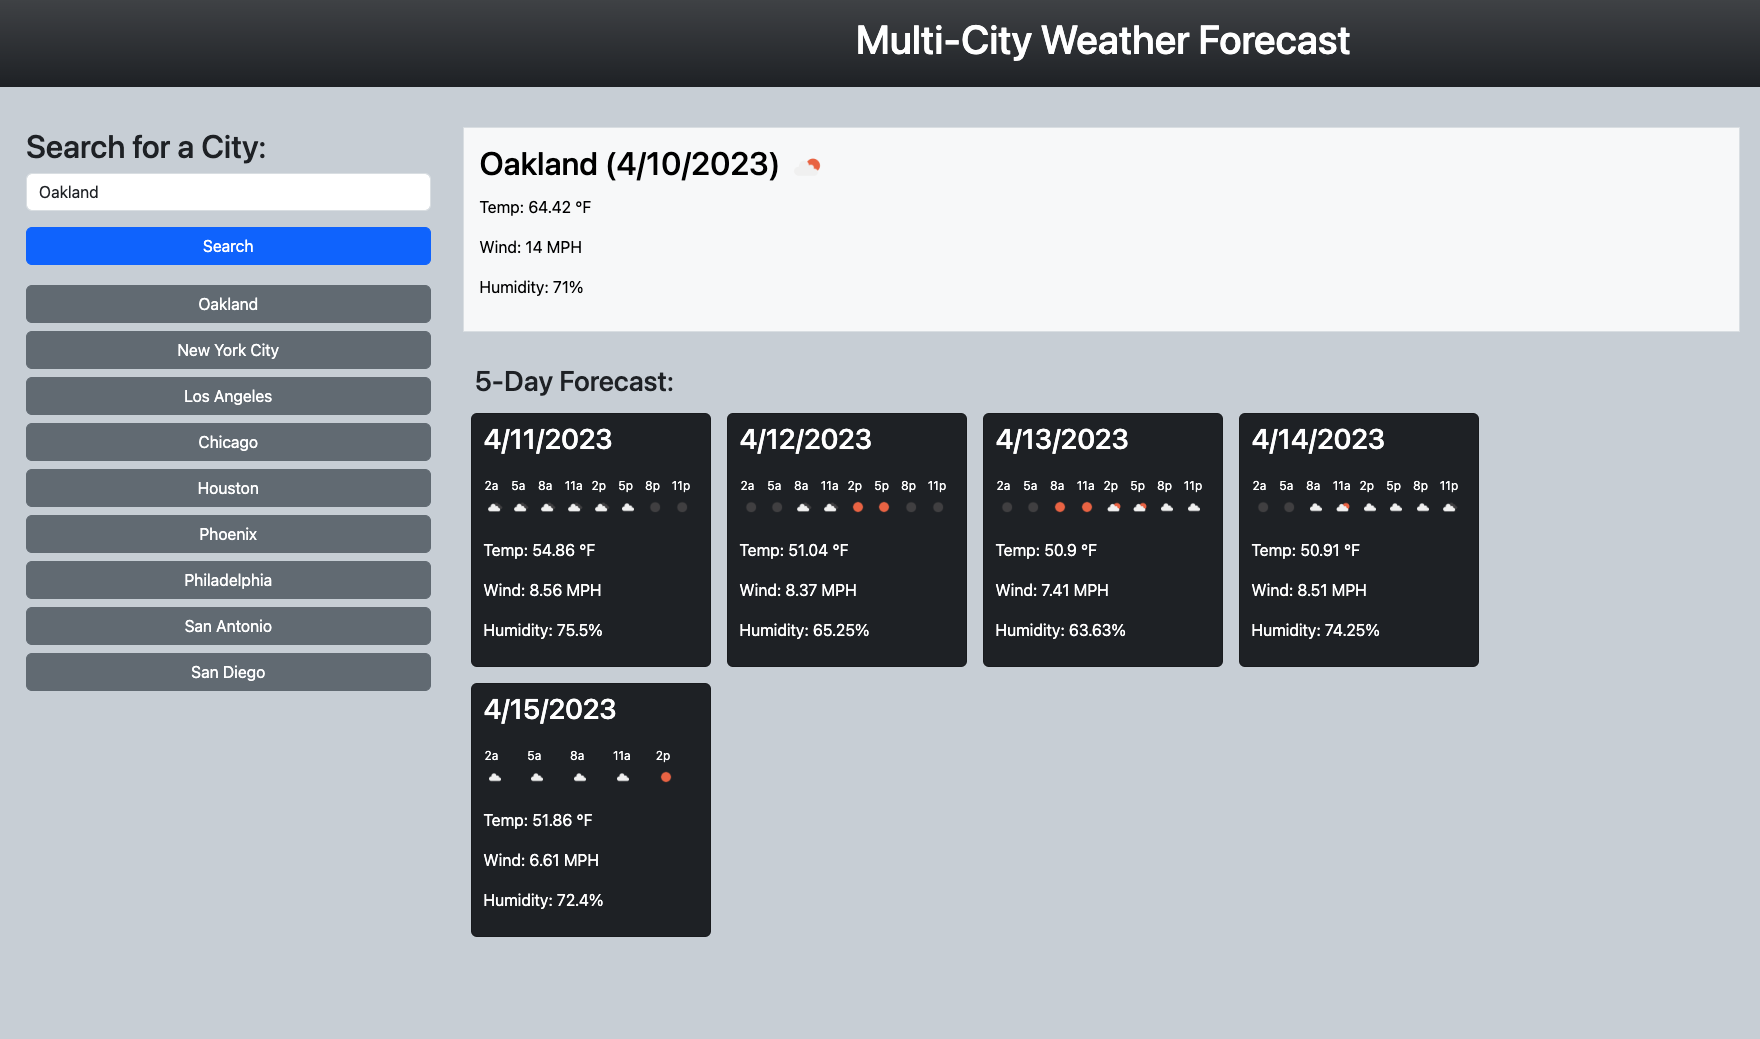 Multi-City Weather Forecast
Search for a City:
Oakland
Search
Oakland
New York City
Los Angeles
Chicago
Houston
Phoenix
Philadelphia
San Antonio
San Diego
Oakland (4/10/2023)
Temp: 64.42 °F
Wind: 14 MPH
Humidity: 71%
5-Day Forecast:
4/11/2023
2a 5a 8a 11a 2p 5p 8p 11p
Temp: 54.86 °F
Wind: 8.56 MPH
Humidity: 75.5%
4/12/2023
2a 5a 8a 11a 2p 5p 8p 11p
Temp: 51.04 °F
Wind: 8.37 MPH
Humidity: 65.25%
4/13/2023
2a 5a 8a 11a 2p 5p 8p 11p
Temp: 50.9 °F
Wind: 7.41 MPH
Humidity: 63.63%
4/14/2023
2a 5a 8a 11a 2p 5p 8p 11p
Temp: 50.91 °F
Wind: 8.51 MPH
Humidity: 74.25%
4/15/2023
2a 5a 8a 11a 2p
Temp: 51.86 °F
Wind: 6.61 MPH
Humidity: 72.4%